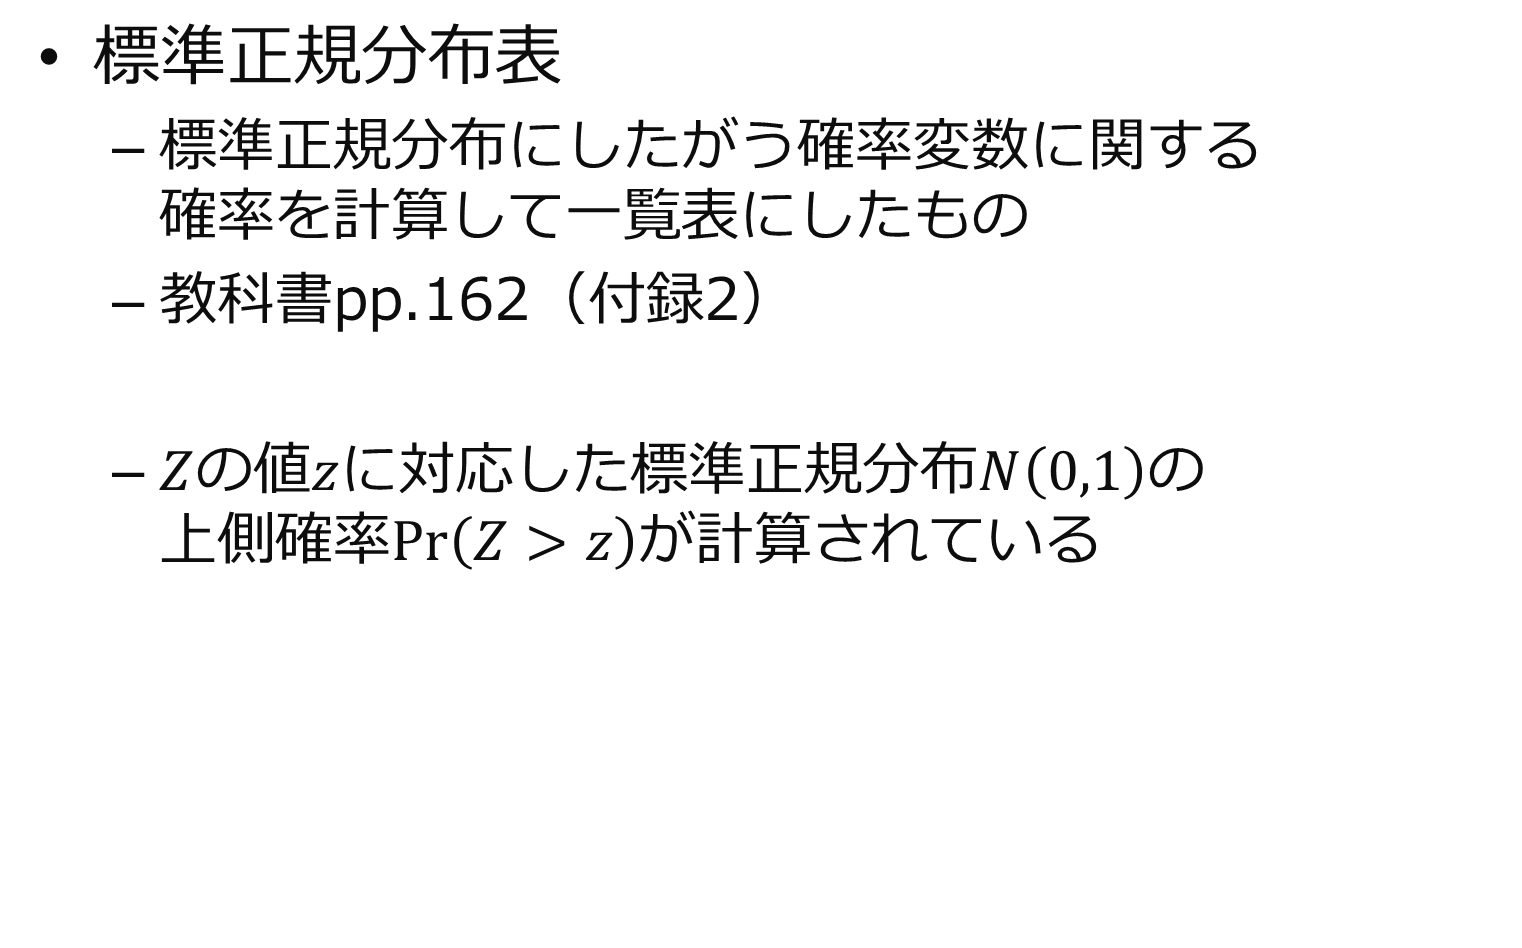 • 標準正規分布表
– 標準正規分布にしたがう確率変数に関する
確率を計算して一覧表にしたもの
– 教科書pp.162（付録2）
– Zの値zに対応した標準正規分布N(0,1)の
上側確率Pr(Z > z)が計算されている